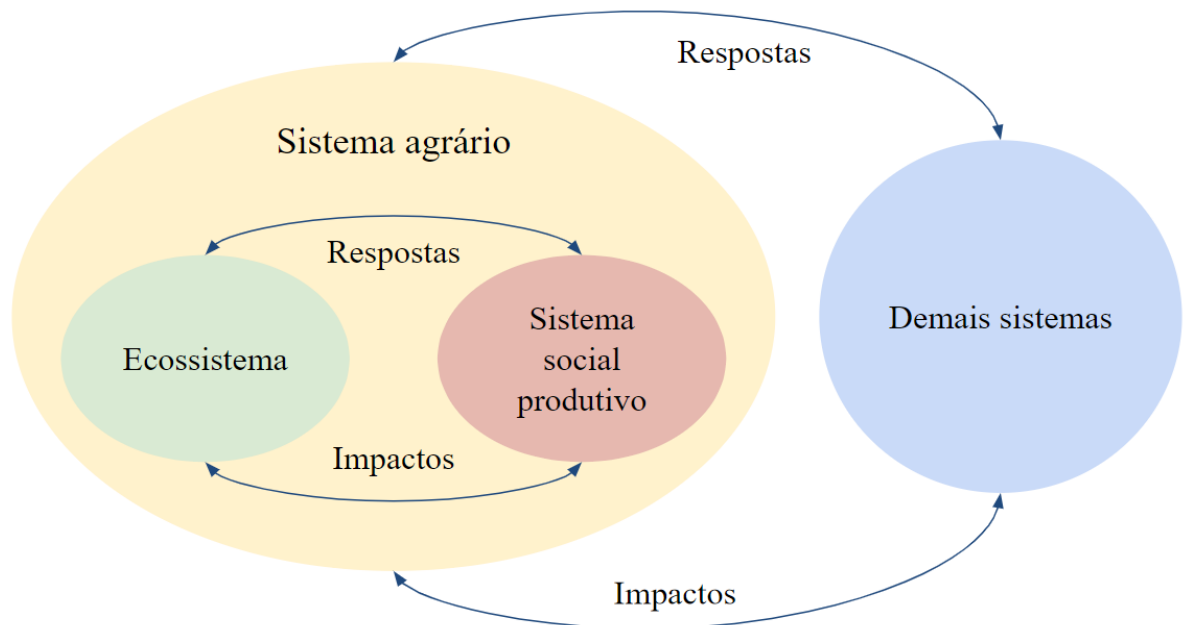 Respostas
Sistema agrário
Respostas
Ecossistema
Sistema
social
produtivo
Demais sistemas
Impactos
Impactos